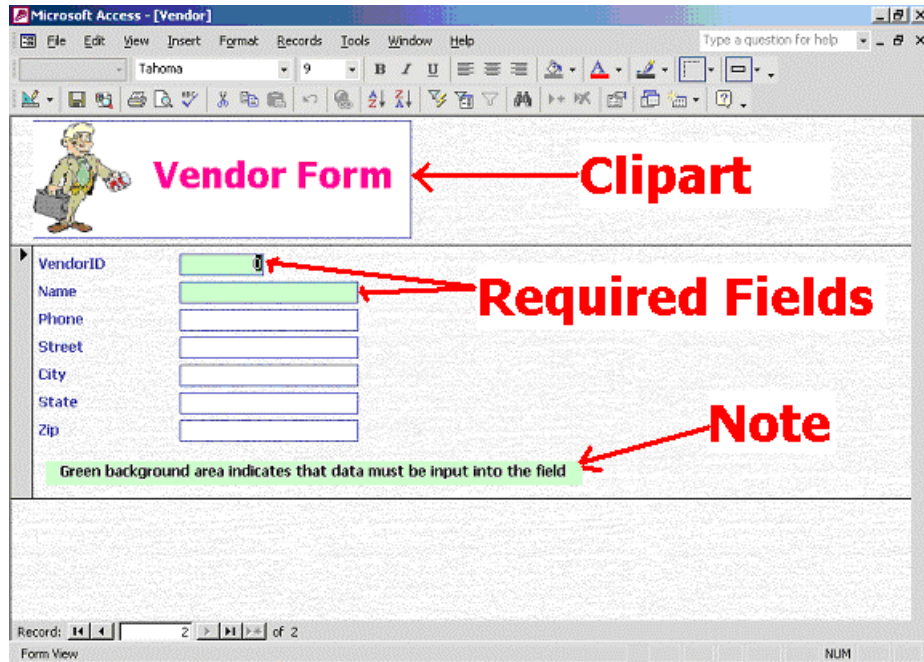 Microsoft Access - [Vendor]
File Edit View Insert Format Records Tools Window Help Type a question for help
Tahoma 9 B I U
Vendor Form
Clipart
VendorID 0
Name
Required Fields
Phone
Street
City
State
Note
Zip
Green background area indicates that data must be input into the field
Record: 2 of 2
Form View NUM